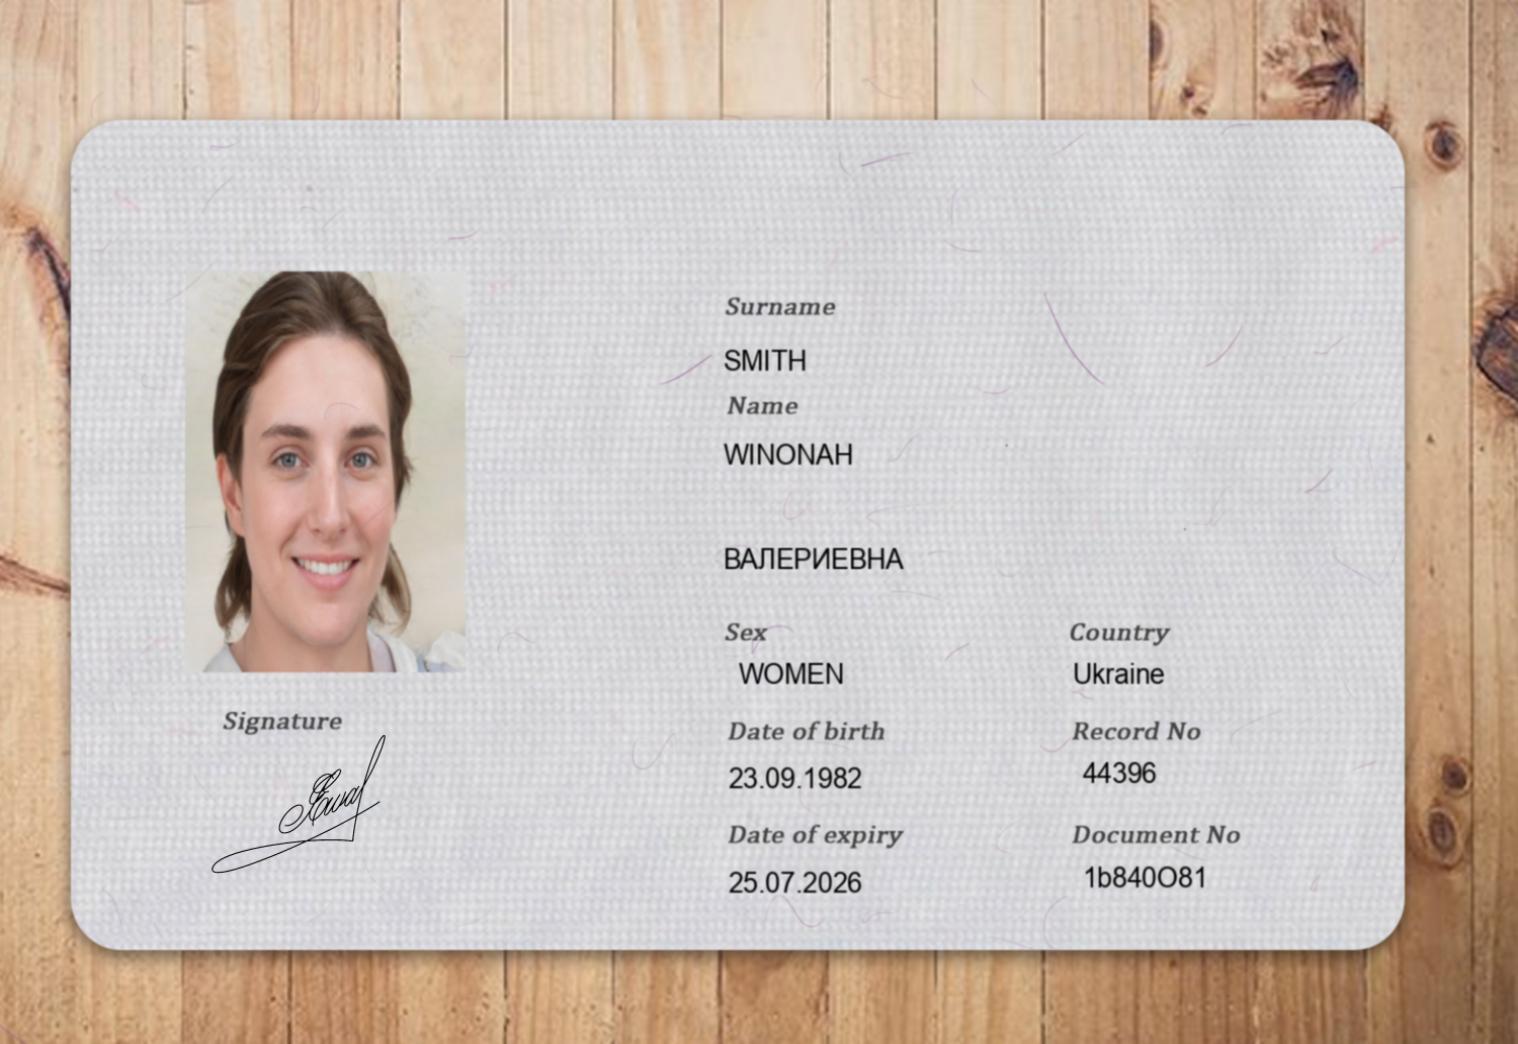 Surname
SMITH
Name
WINONAH
ВАЛЕРИЕВНА
Sex
WOMEN
Country
Ukraine
Date of birth
23.09.1982
Record No
44396
Date of expiry
25.07.2026
Document No
1b840O81
Signature